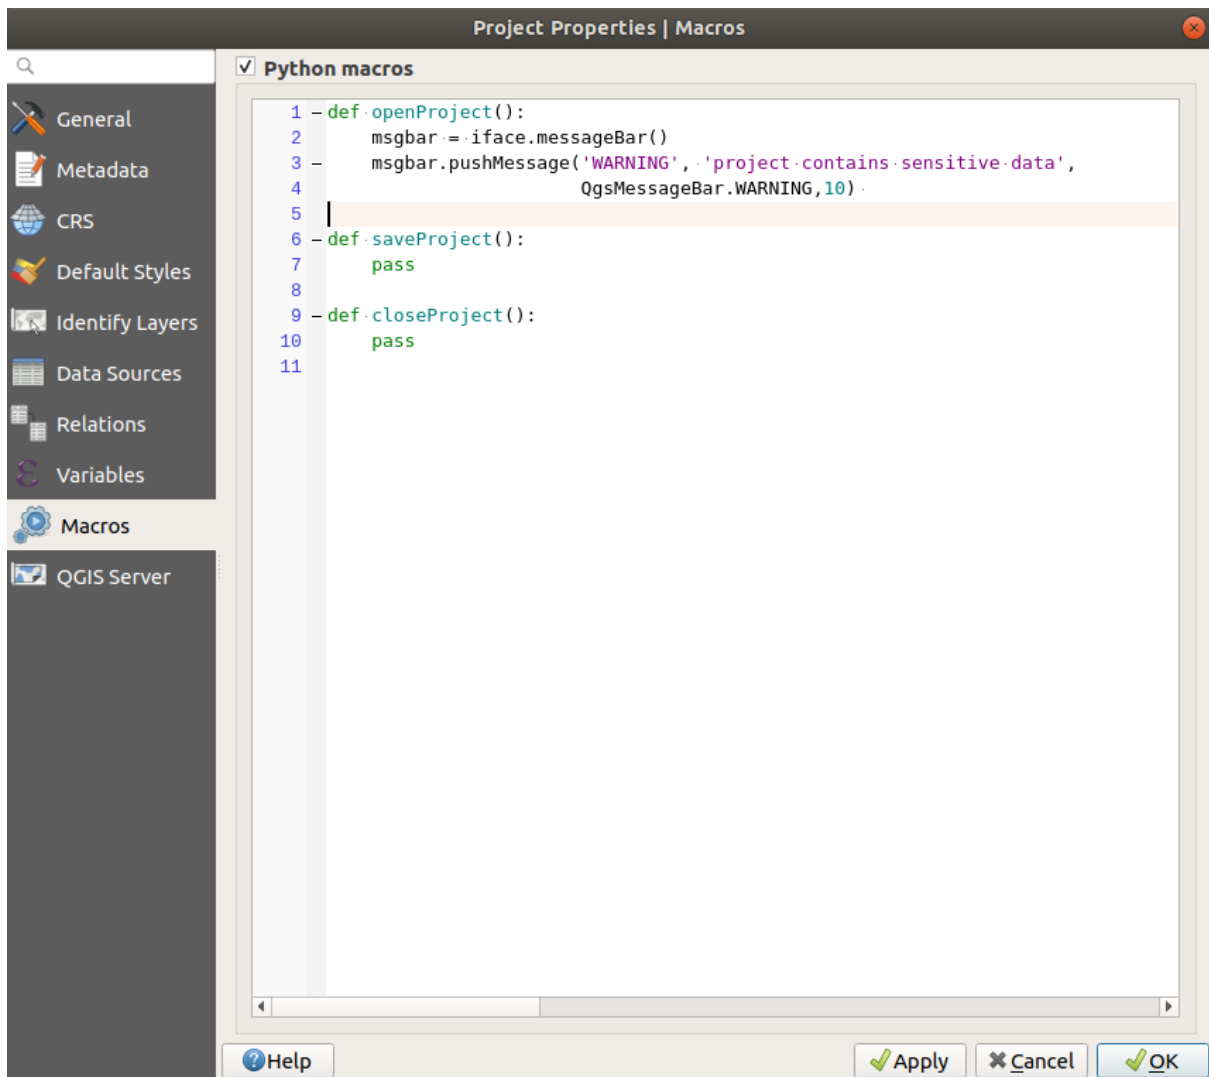 Project Properties | Macros
General
Metadata
CRS
Default Styles
Identify Layers
Data Sources
Relations
Variables
Macros
QGIS Server
Python macros
1 def openProject():
2 msgbar = iface.messageBar()
3 msgbar.pushMessage('WARNING', 'project contains sensitive data',
4 QgsMessageBar.WARNING,10)
5
6 def saveProject():
7 pass
8
9 def closeProject():
10 pass
11
Help
Apply
Cancel
OK